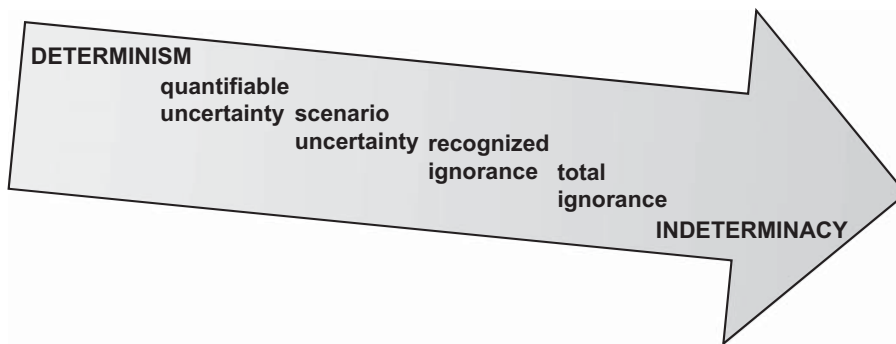 DETERMINISM
quantifiable
uncertainty
scenario
uncertainty
recognized
ignorance
total
ignorance
INDETERMINACY